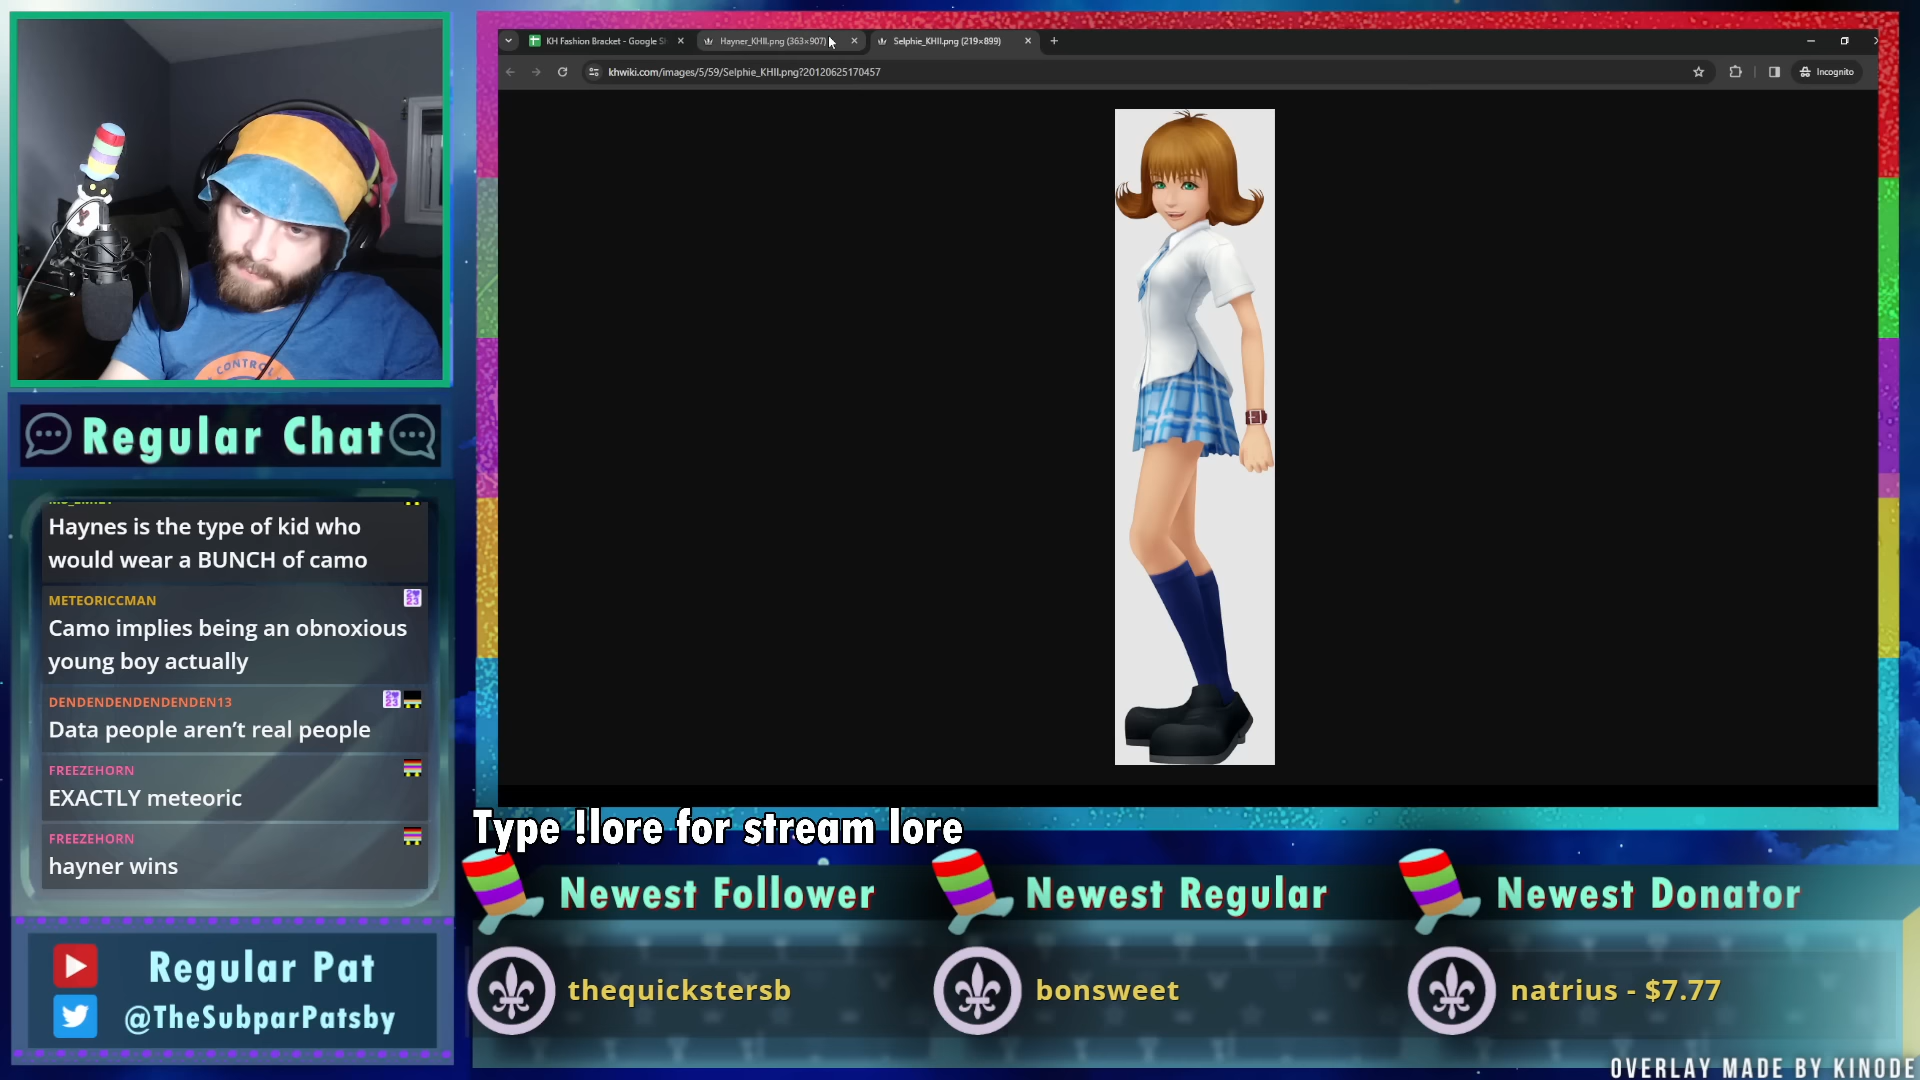 KH Fashion Bracket - Google S
Hayner_KHII.png (363×907)
Selphie_KHII.png (219×899)
khwiki.com/images/5/59/Selphie_KHII.png?20120625170457
Incognito
CONTROL
Regular Chat
Haynes is the type of kid who
would wear a BUNCH of camo
METEORICCMAN
Camo implies being an obnoxious
young boy actually
DENDENDENDENDEN13
Data people aren’t real people
FREEZEHORN
EXACTLY meteoric
FREEZEHORN
hayner wins
Type !lore for stream lore
Newest Follower
Newest Regular
Newest Donator
thequickstersb
bonsweet
natrius - $7.77
Regular Pat
@TheSubparPatsby
OVERLAY MADE BY KINODE